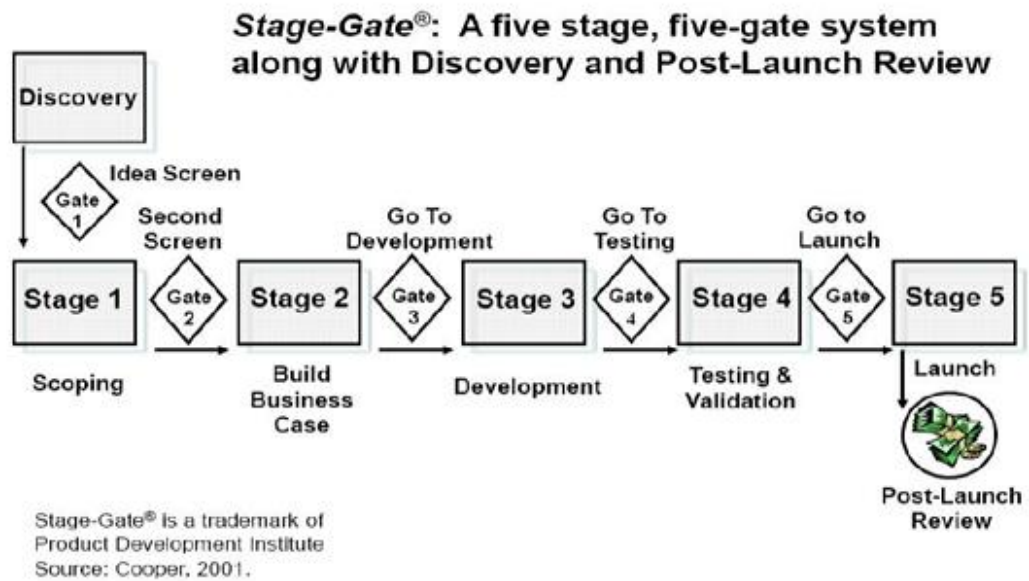 Stage-Gate®: A five stage, five-gate system
along with Discovery and Post-Launch Review
Discovery
Gate
1
Idea Screen
Second
Screen
Go To
Development
Go To
Testing
Go to
Launch
Stage 1
Gate
2
Stage 2
Gate
3
Stage 3
Gate
4
Stage 4
Gate
5
Stage 5
Scoping
Build
Business
Case
Development
Testing &
Validation
Launch
Post-Launch
Review
Stage-Gate® is a trademark of
Product Development Institute
Source: Cooper, 2001.